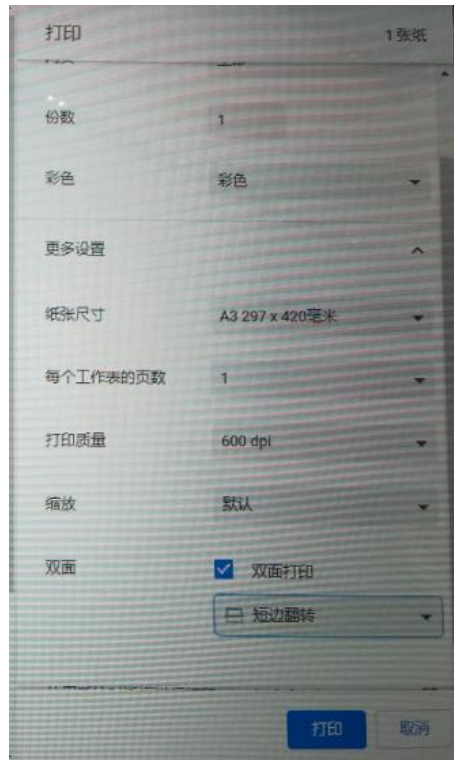 打印 1 张纸
份数 1
彩色 彩色
更多设置
纸张尺寸 A3 297 x 420毫米
每个工作表的页数 1
打印质量 600 dpi
缩放 默认
双面 双面打印
短边翻转
打印 取消